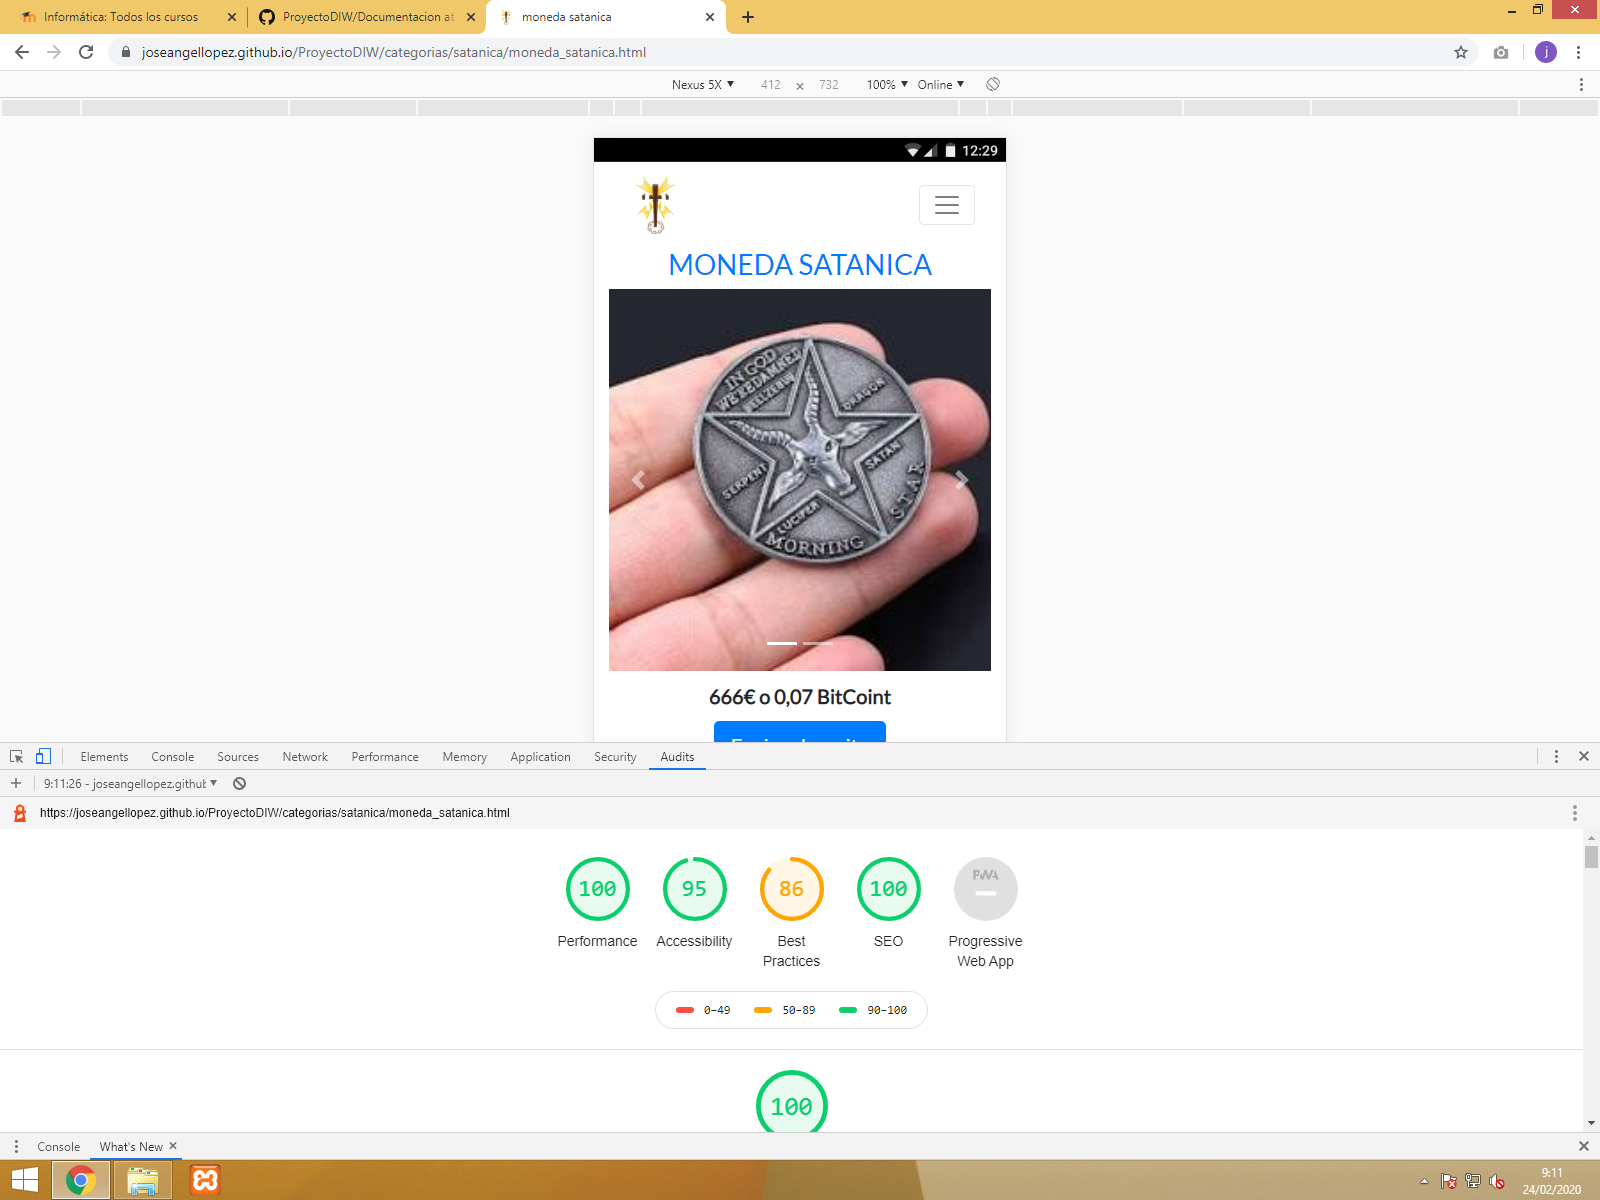 Informática: Todos los cursos
ProyectoDIW/Documentacion at
moneda satanica
joseangellopez.github.io/ProyectoDIW/categorias/satanica/moneda_satanica.html
j
Nexus 5X ▼ 412 × 732 100% ▼ Online ▼
12:29
MONEDA SATANICA
IN GOD
WE'REDAMNED
BELZEBUB
DRAGON
SERPENT
SATAN
LUCIFER
MORNING
STAR
666€ o 0,07 BitCoint
Elements Console Sources Network Performance Memory Application Security Audits
9:11:26 - joseangellopez.github
https://joseangellopez.github.io/ProyectoDIW/categorias/satanica/moneda_satanica.html
100 95 86 100 PWA
Performance Accessibility Best Practices SEO Progressive Web App
0–49 50–89 90–100
100
Console What's New
9:11
24/02/2020